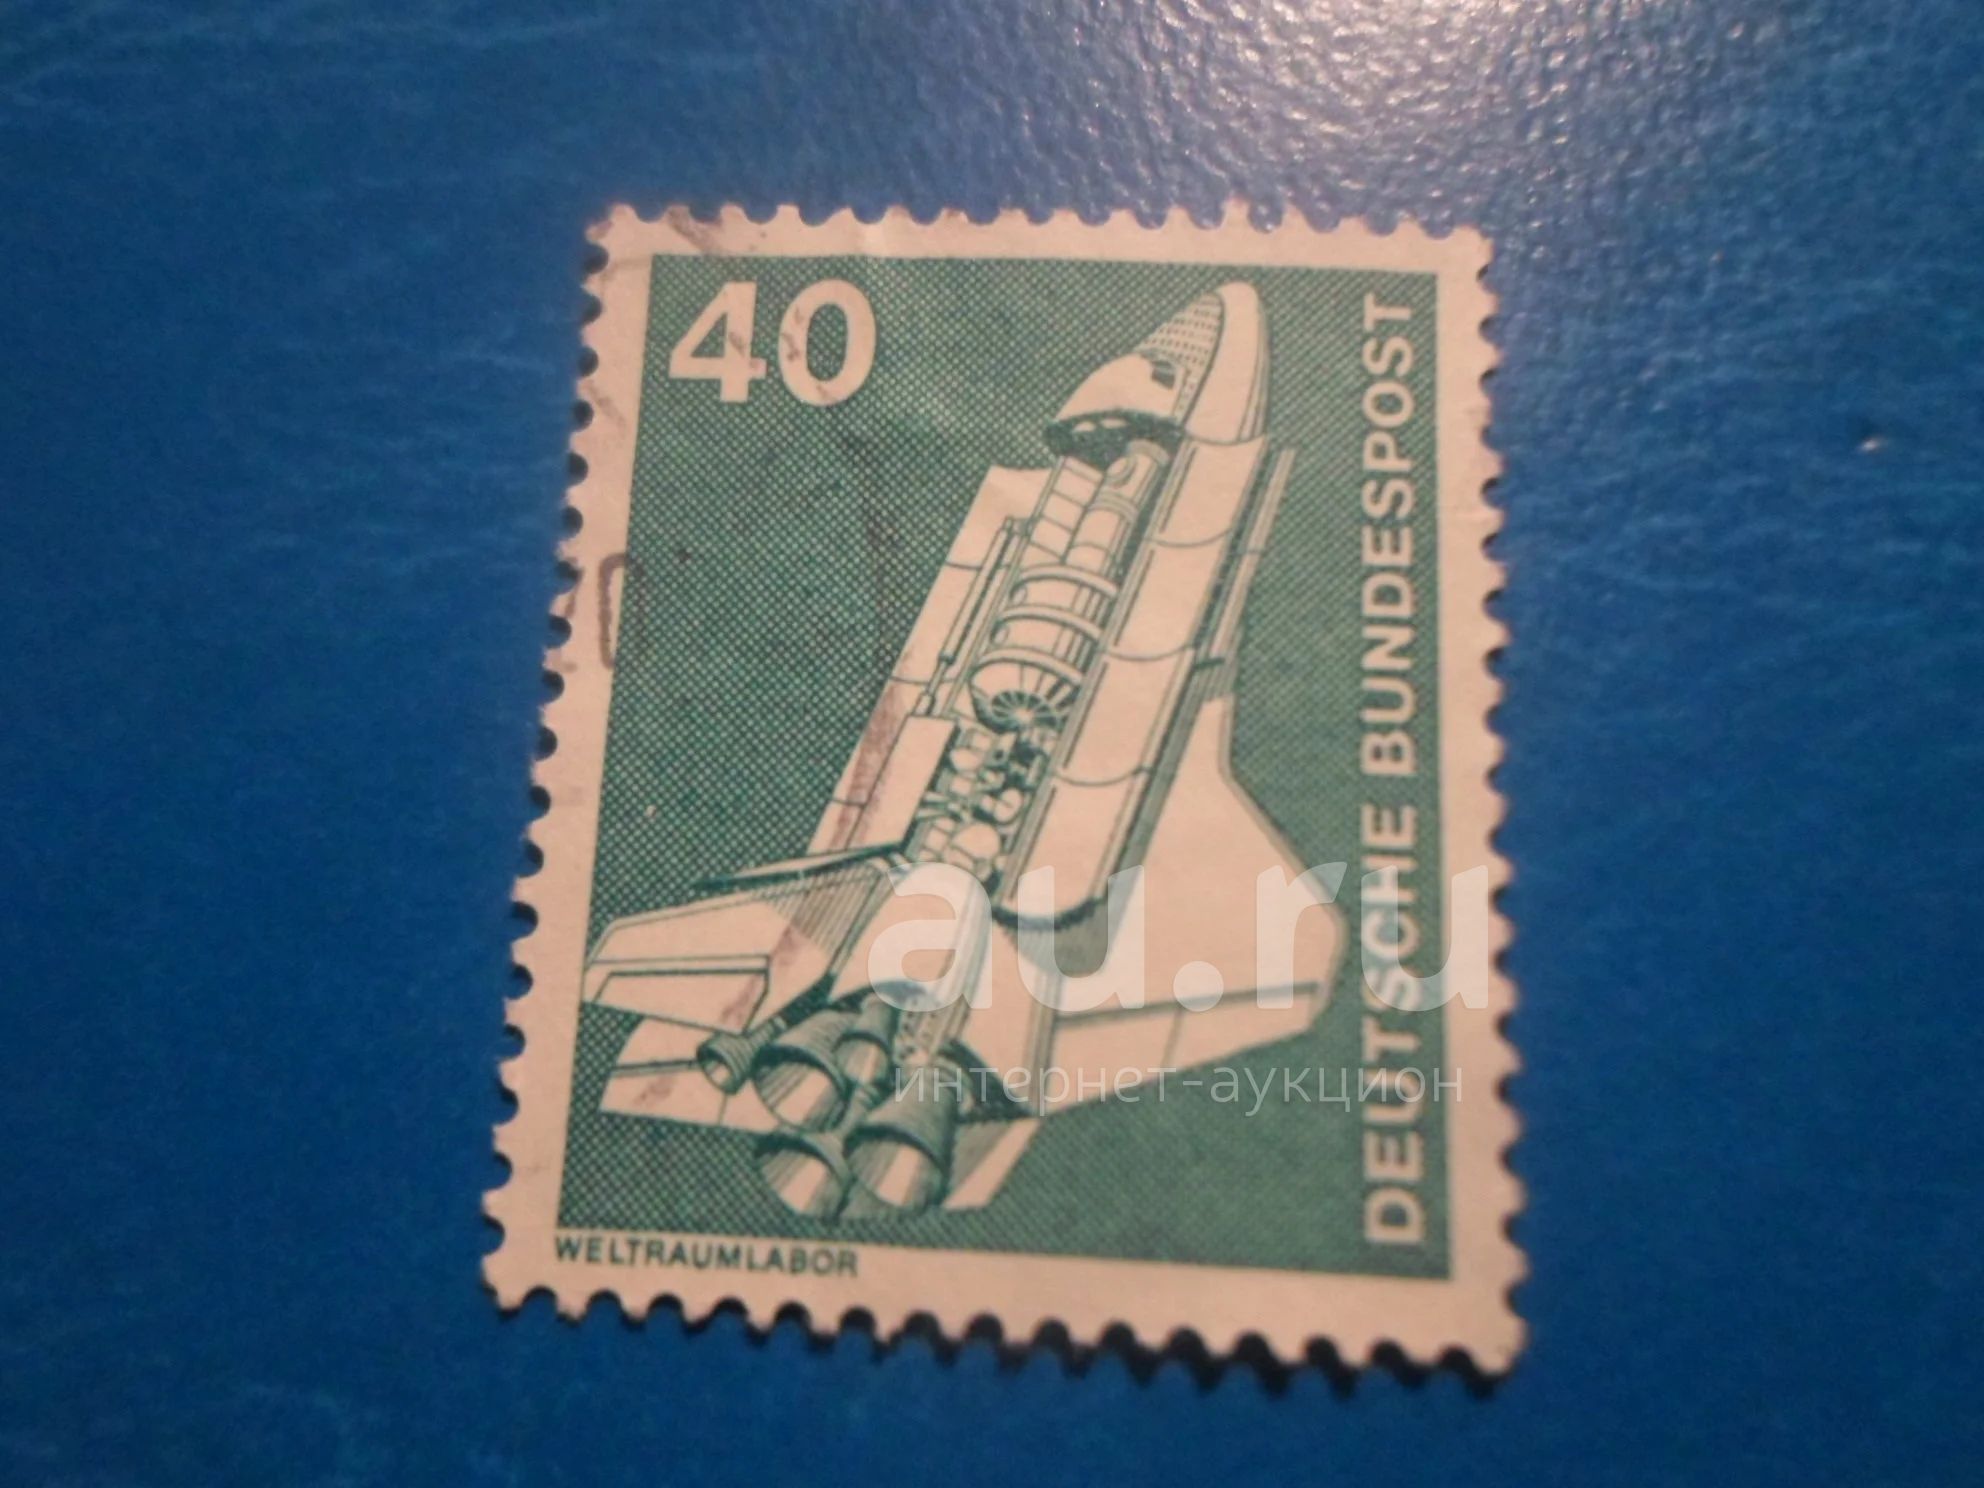 40
DEUTSCHE BUNDESPOST
WELTRAUMLABOR
au.ru
интернет-аукцион